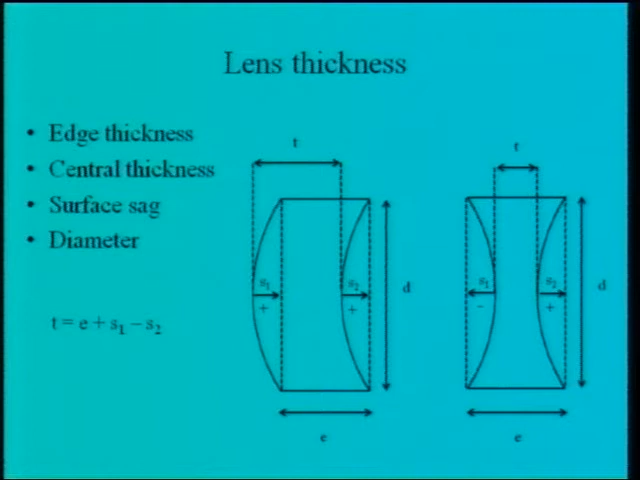 Lens thickness
• Edge thickness
• Central thickness
• Surface sag
• Diameter
t = e + s₁ – s₂
t
s₁
+
s₂
+
d
e
t
s₁
-
s₂
+
d
e